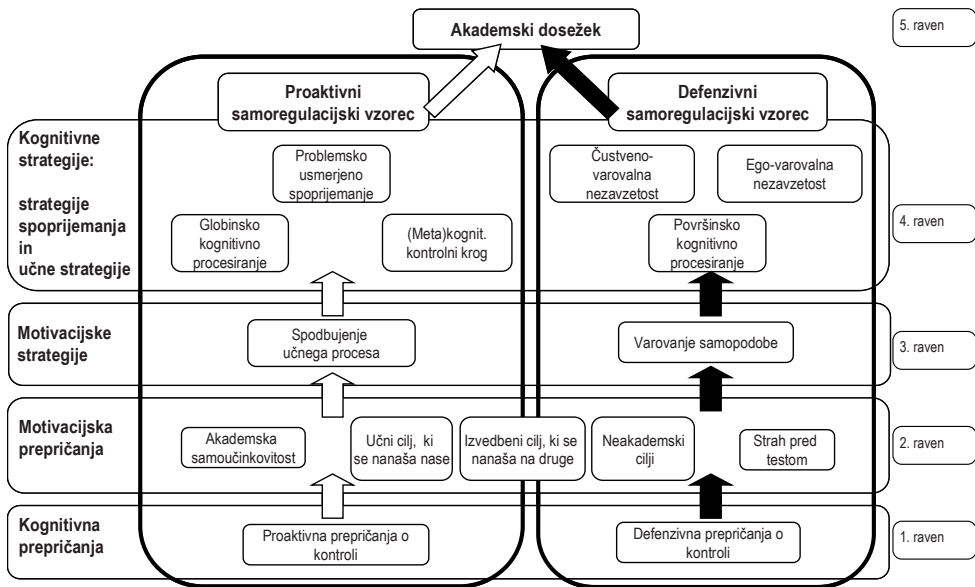 Akademski dosežek
5. raven
Proaktivni
samoregulacijski vzorec
Defenzivni
samoregulacijski vzorec
Kognitivne
strategije:
strategije
spoprijemanja
in
učne strategije
Problemsko
usmerjeno
spoprijemanje
Globinsko
kognitivno
procesiranje
(Meta)kognit.
kontrolni krog
Čustveno-
varovalna
nezavzetost
Ego-varovalna
nezavzetost
Površinsko
kognitivno
procesiranje
4. raven
Motivacijske
strategije
Spodbujenje
učnega procesa
Varovanje samopodobe
3. raven
Motivacijska
prepričanja
Akademska
samoučinkovitost
Učni cilj, ki
se nanaša nase
Izvedbeni cilj, ki se
nanaša na druge
Neakademski
cilji
Strah pred
testom
2. raven
Kognitivna
prepričanja
Proaktivna prepričanja o
kontroli
Defenzivna prepričanja o
kontroli
1. raven